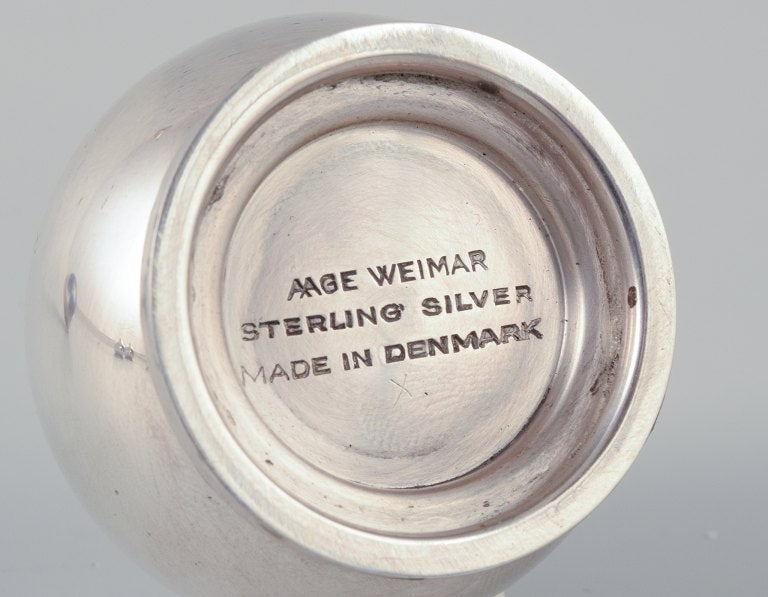 AAGE WEIMAR
STERLING SILVER
MADE IN DENMARK
X